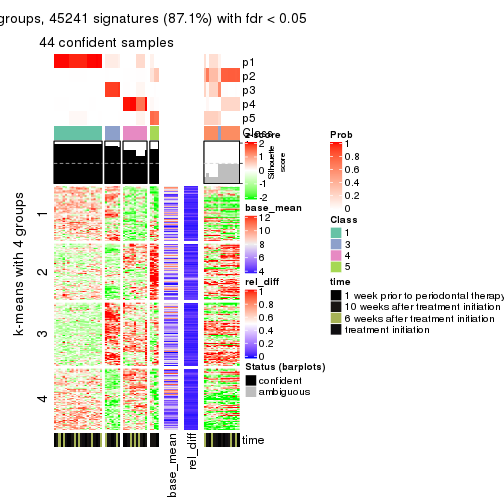 groups, 45241 signatures (87.1%) with fdr < 0.05
44 confident samples
p1
p2
p3
p4
p5
Class
Silhouette
score
k-means with 4 groups
1
2
3
4
time
base_mean
rel_diff
z-score
2
1
0
-1
-2
base_mean
12
10
8
6
4
rel_diff
1
0.8
0.6
0.4
0.2
0
Status (barplots)
confident
ambiguous
Prob
1
0.8
0.6
0.4
0.2
0
Class
1
3
4
5
time
1 week prior to periodontal therapy
10 weeks after treatment initiation
6 weeks after treatment initiation
treatment initiation